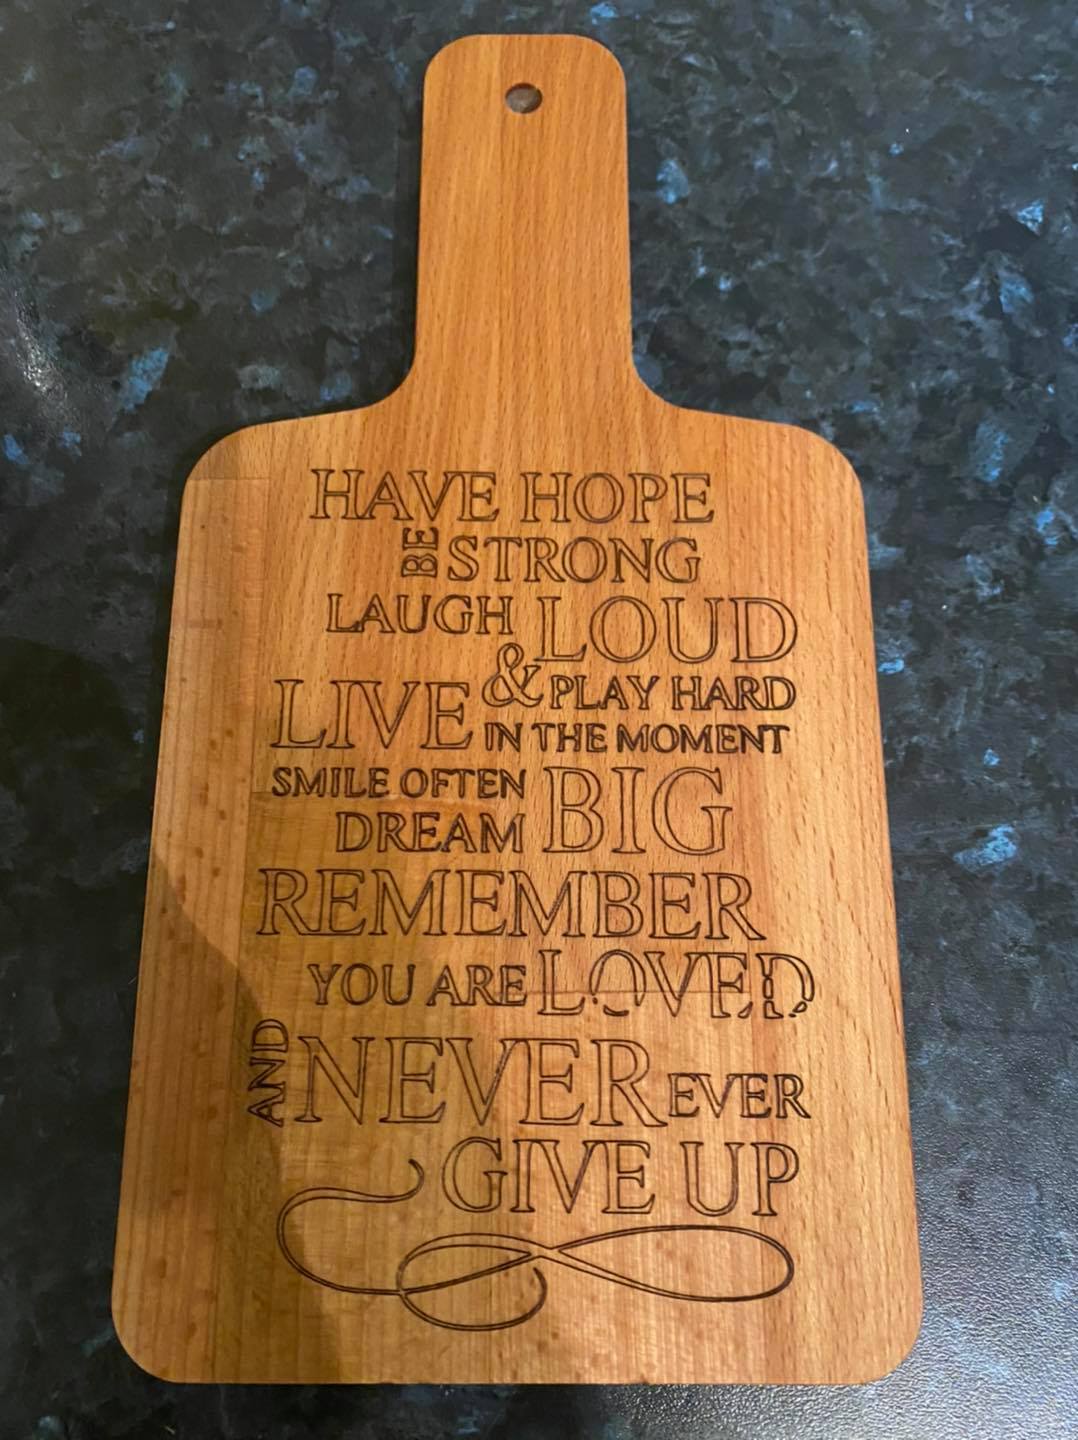 HAVE HOPE
BE STRONG
LAUGH LOUD
& PLAY HARD
LIVE IN THE MOMENT
SMILE OFTEN
DREAM BIG
REMEMBER
YOU ARE LOVED
AND NEVER EVER
GIVE UP